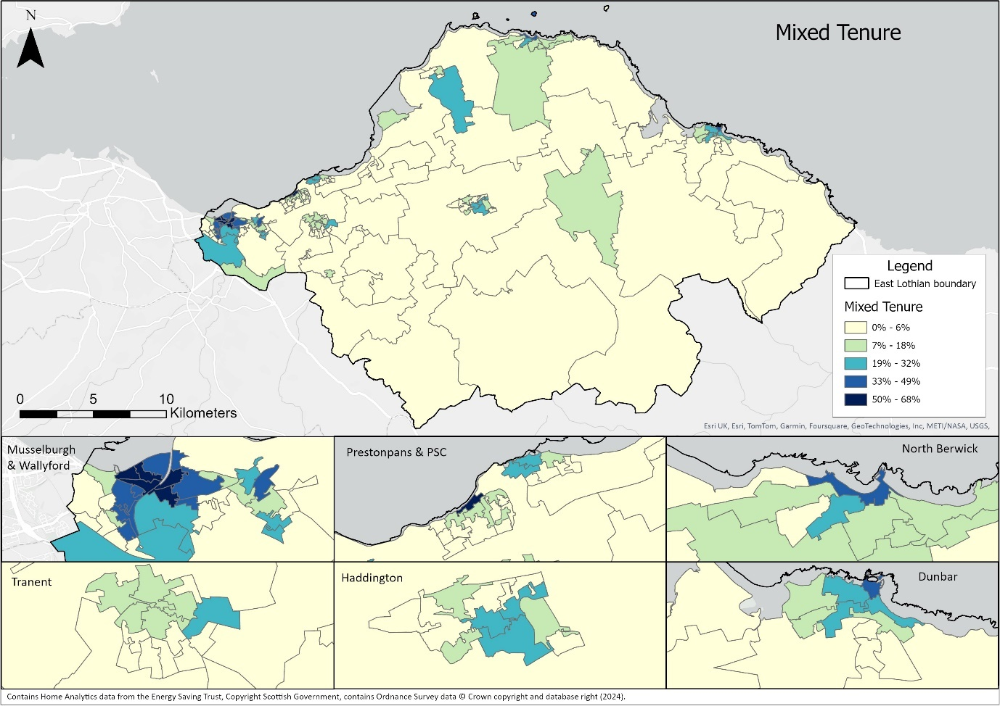 Mixed Tenure
N
Legend
East Lothian boundary
Mixed Tenure
0% - 6%
7% - 18%
19% - 32%
33% - 49%
50% - 68%
0 5 10
Kilometers
Esri UK, Esri, TomTom, Garmin, Foursquare, GeoTechnologies, Inc, METI/NASA, USGS,
Musselburgh
& Wallyford
Prestonpans & PSC
North Berwick
Tranent
Haddington
Dunbar
Contains Home Analytics data from the Energy Saving Trust, Copyright Scottish Government, contains Ordnance Survey data © Crown copyright and database right (2024).